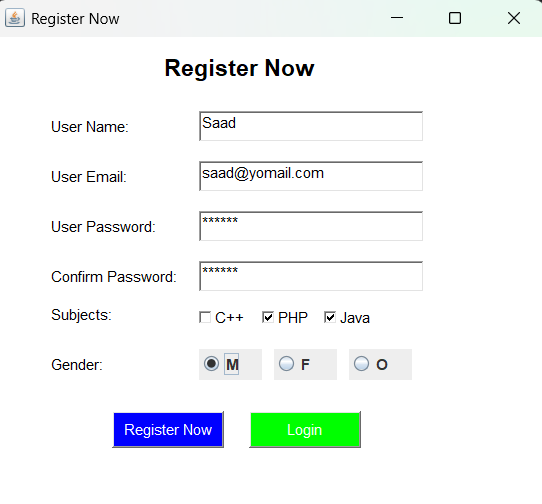 Register Now
Register Now
User Name: Saad
User Email: saad@yomail.com
User Password: ******
Confirm Password: ******
Subjects: C++ PHP Java
Gender: M F O
Register Now Login